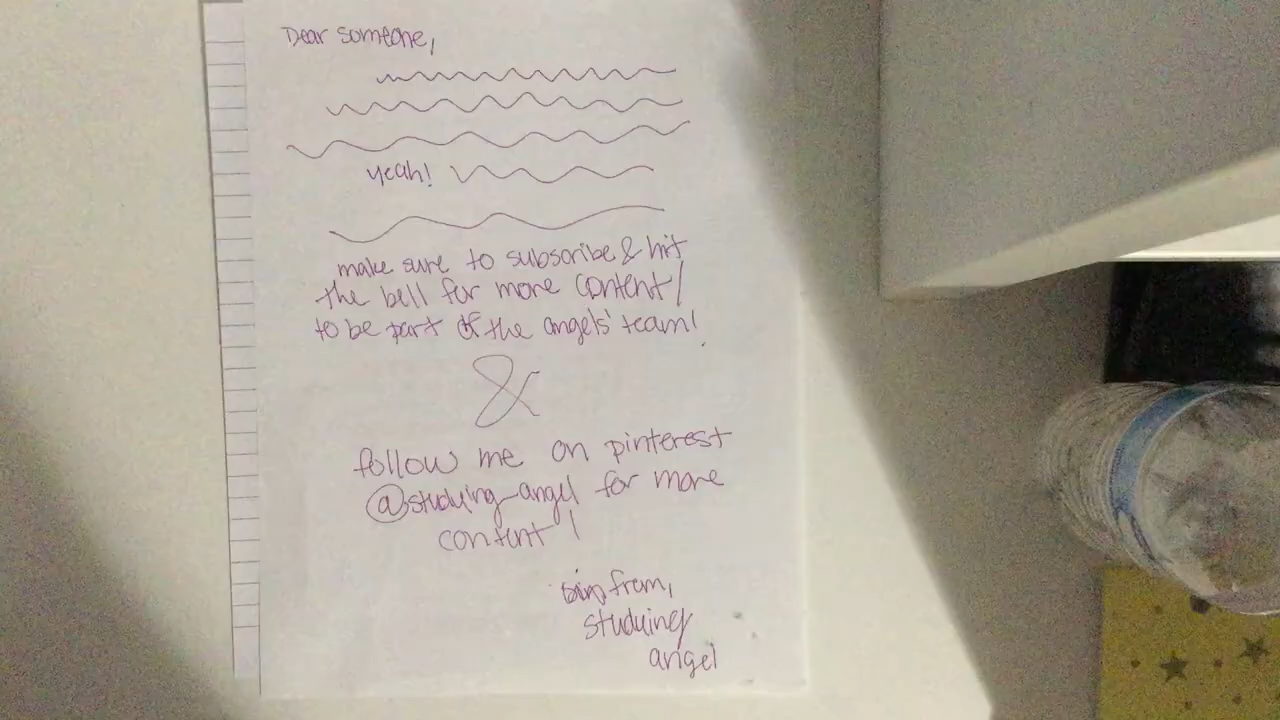 Dear someone,
yeah!
make sure to subscribe & hit
the bell for more content/
to be part of the angels' team!
&
follow me on pinterest
@studying_angel for more
content!
from,
studying
angel